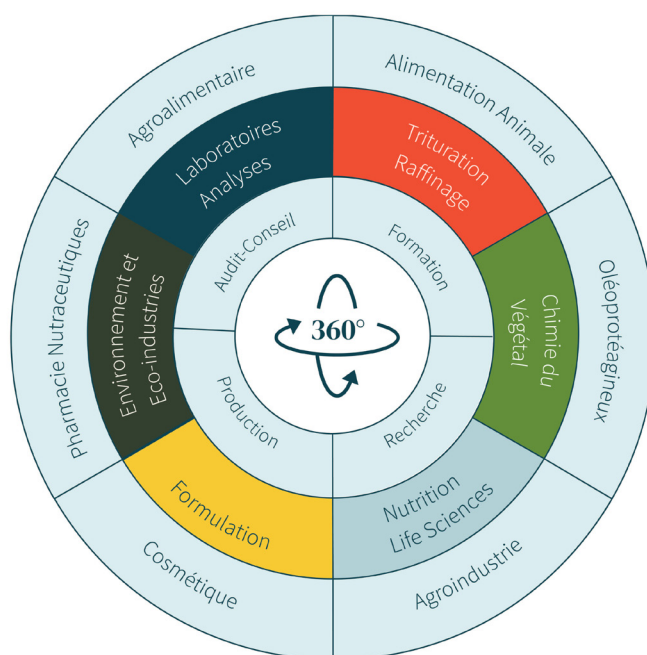 Agroalimentaire
Alimentation Animale
Oléoprotéagineux
Agroindustrie
Cosmétique
Pharmacie Nutraceutiques
Laboratoires
Analyses
Trituration
Raffinage
Chimie du
Végétal
Nutrition
Life Sciences
Formulation
Environnement et
Eco-industries
Audit-Conseil
Formation
Recherche
Production
360°